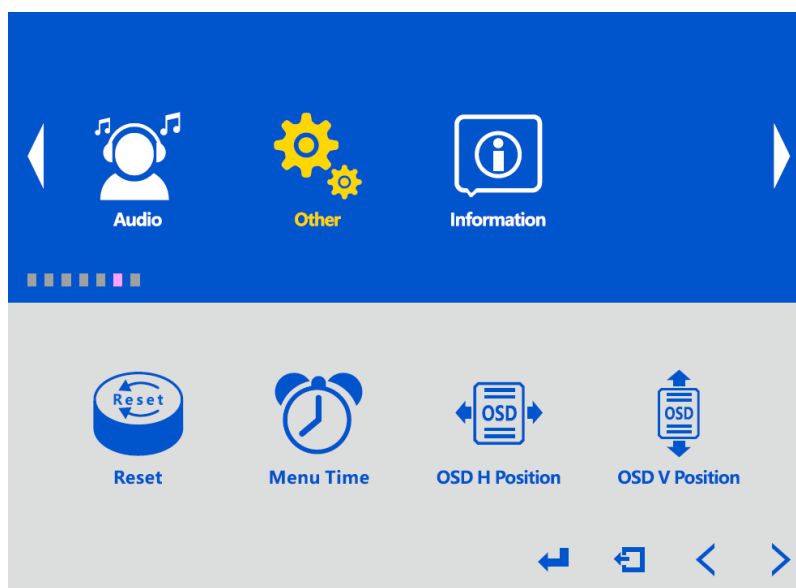 Audio
Other
Information
Reset
OSD
OSD
Reset
Menu Time
OSD H Position
OSD V Position